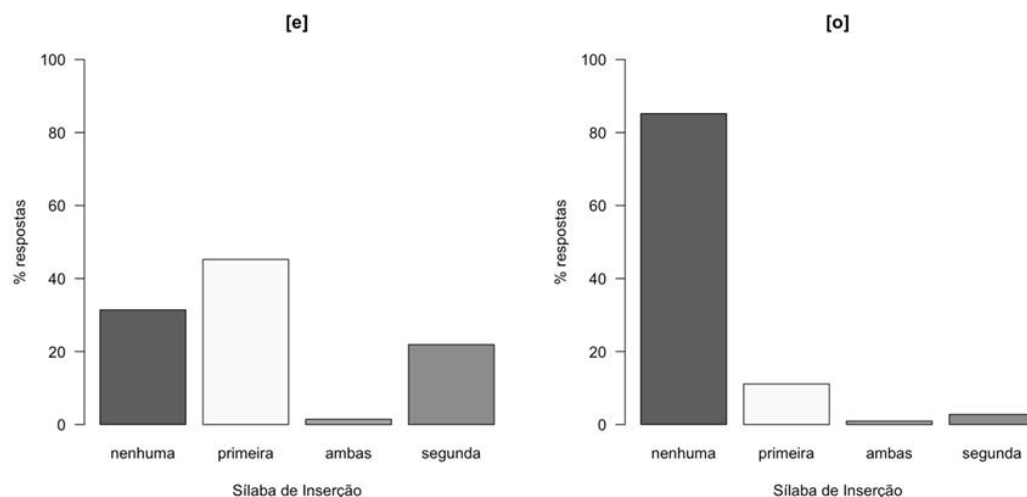 [e]
% respostas
100
80
60
40
20
0
nenhuma
primeira
ambas
segunda
Sílaba de Inserção
[o]
% respostas
100
80
60
40
20
0
nenhuma
primeira
ambas
segunda
Sílaba de Inserção